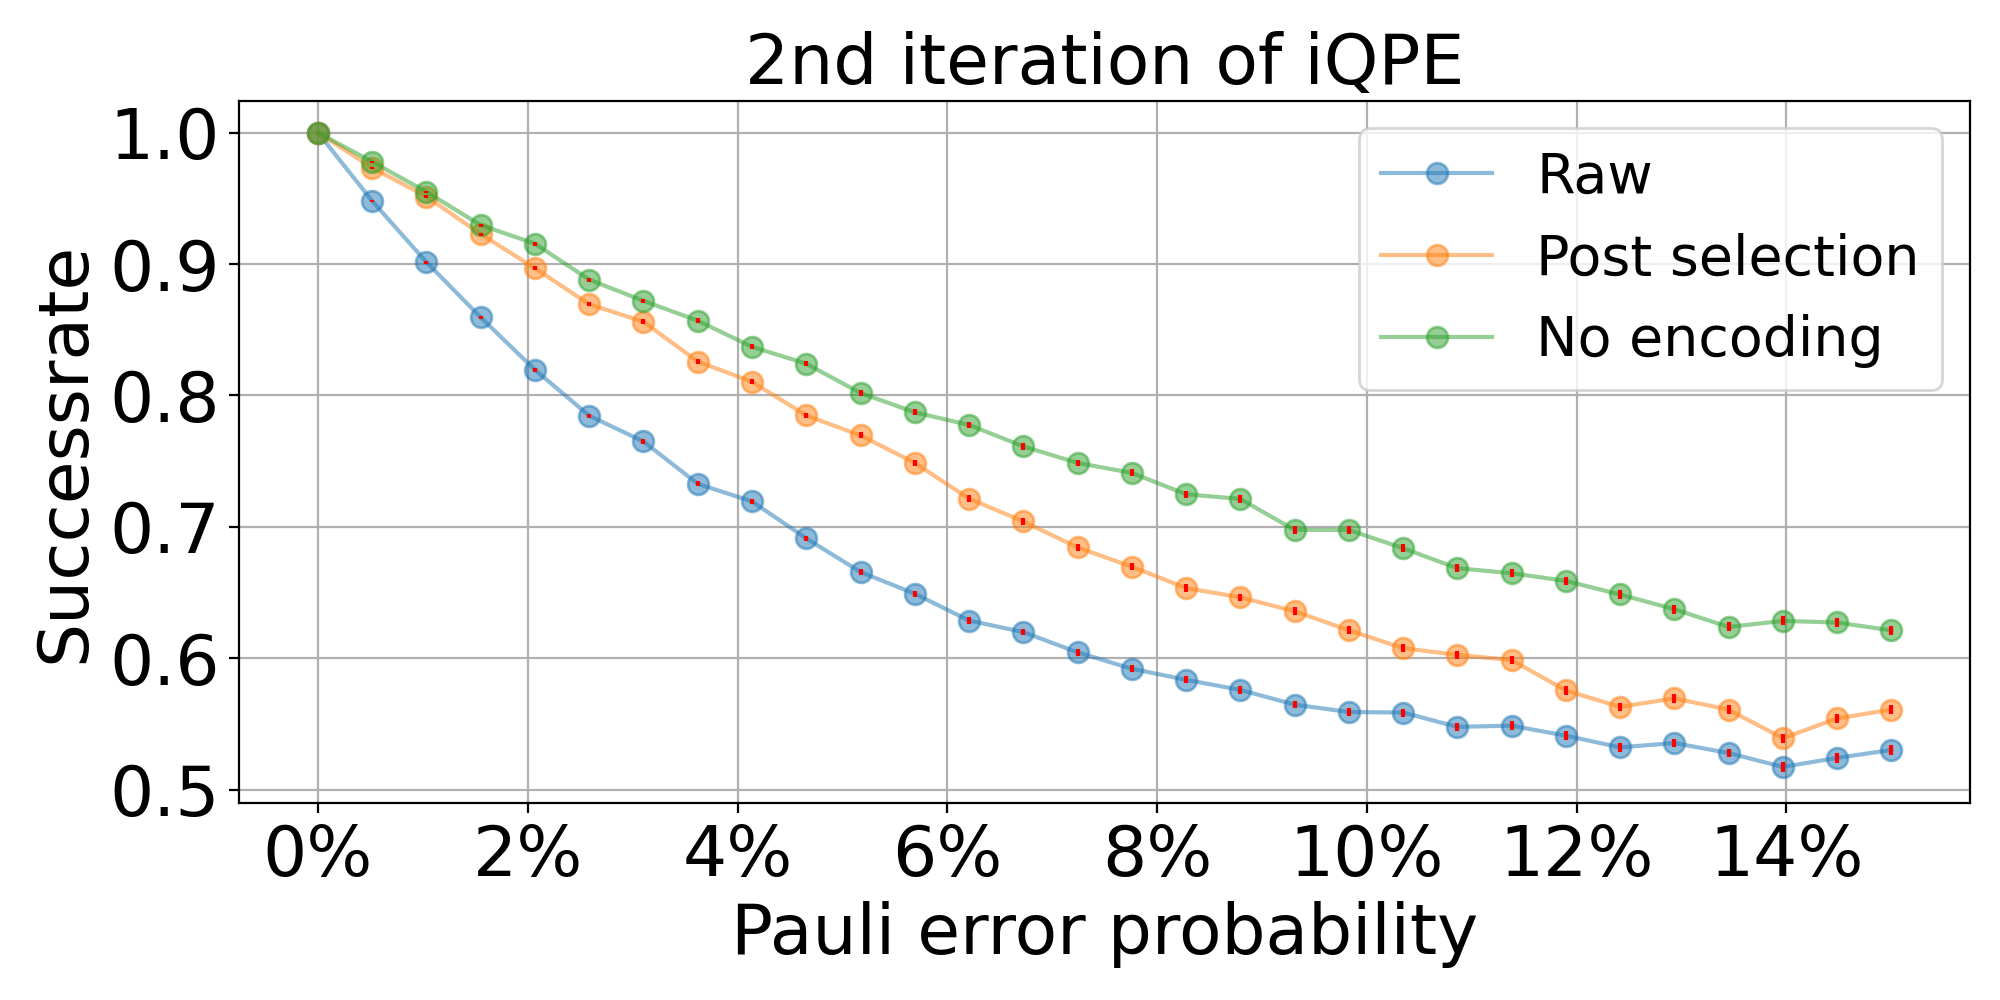 2nd iteration of iQPE
1.0
0.9
0.8
0.7
0.6
0.5
Successrate
Raw
Post selection
No encoding
0% 2% 4% 6% 8% 10% 12% 14%
Pauli error probability